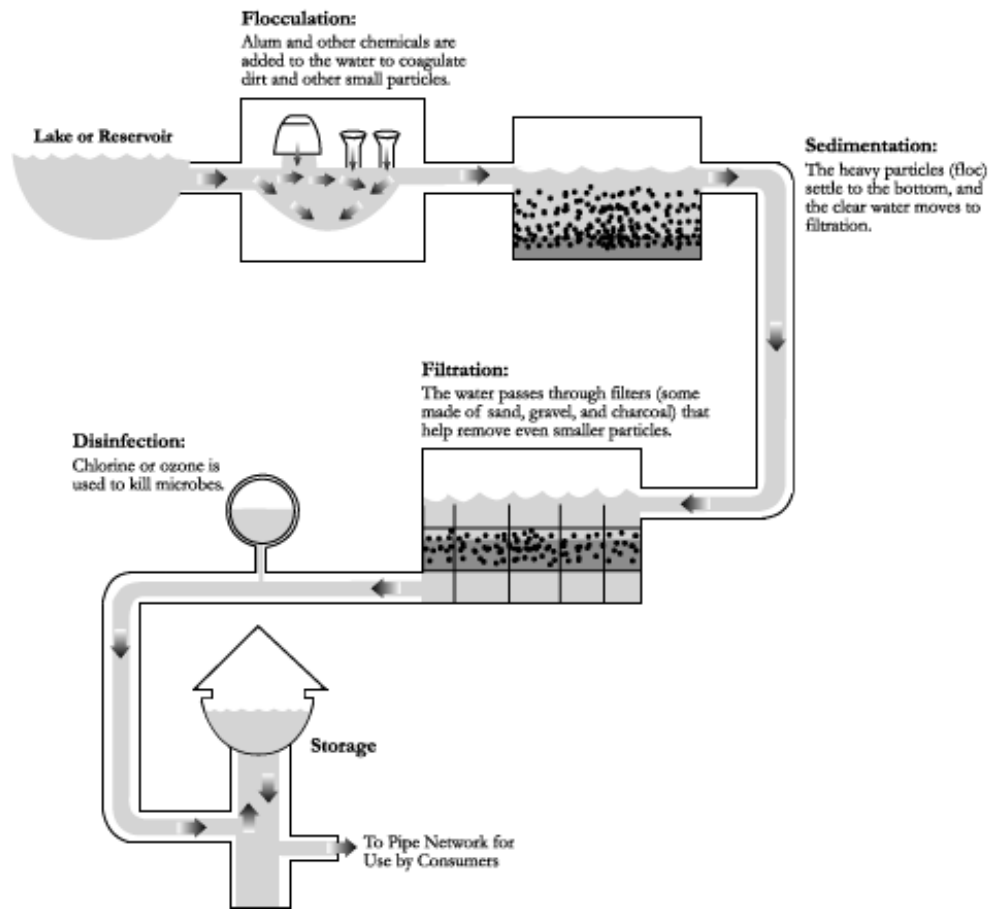 Flocculation:
Alum and other chemicals are
added to the water to coagulate
dirt and other small particles.
Lake or Reservoir
Sedimentation:
The heavy particles (floc)
settle to the bottom, and
the clear water moves to
filtration.
Filtration:
The water passes through filters (some
made of sand, gravel, and charcoal) that
help remove even smaller particles.
Disinfection:
Chlorine or ozone is
used to kill microbes.
Storage
To Pipe Network for
Use by Consumers